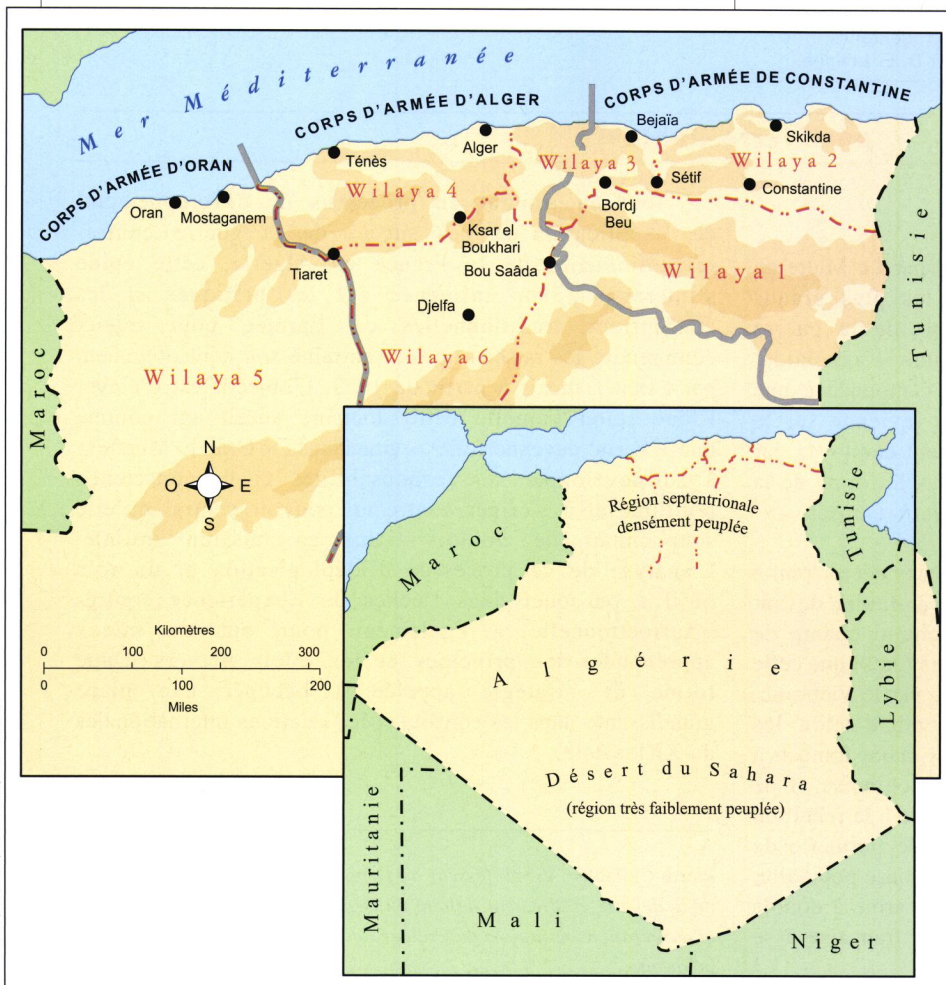 Mer Méditerranée
CORPS D'ARMÉE D'ORAN
CORPS D'ARMÉE D'ALGER
CORPS D'ARMÉE DE CONSTANTINE
Bejaïa
Skikda
Alger
Ténès
Wilaya 3
Wilaya 2
Wilaya 4
Sétif
Constantine
Oran
Mostaganem
Bordj
Beu
Ksar el
Boukhari
Tiaret
Bou Saâda
Wilaya 1
Djelfa
Wilaya 6
Wilaya 5
Maroc
Tunisie
N
O
E
S
Kilomètres
0
100
200
300
0
100
200
Miles
Région septentrionale
densément peuplée
Maroc
Tunisie
Algérie
Lybie
Désert du Sahara
(région très faiblement peuplée)
Mauritanie
Mali
Niger